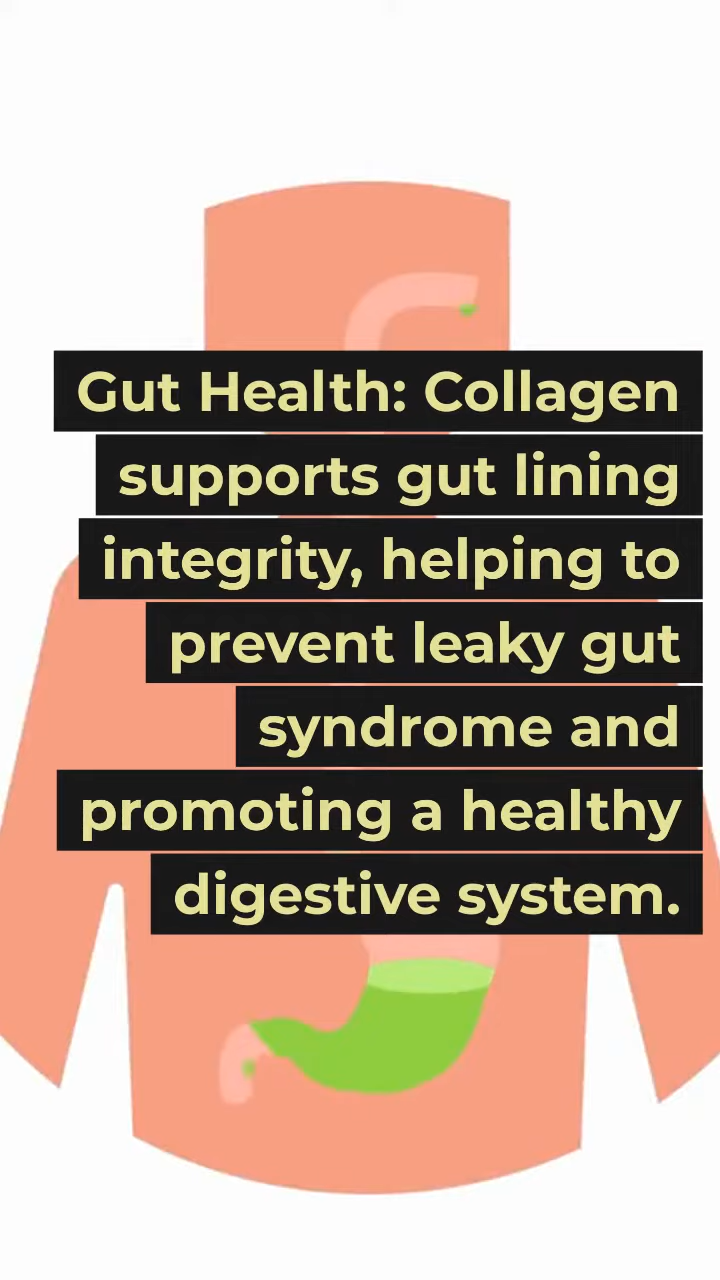 Gut Health: Collagen
supports gut lining
integrity, helping to
prevent leaky gut
syndrome and
promoting a healthy
digestive system.